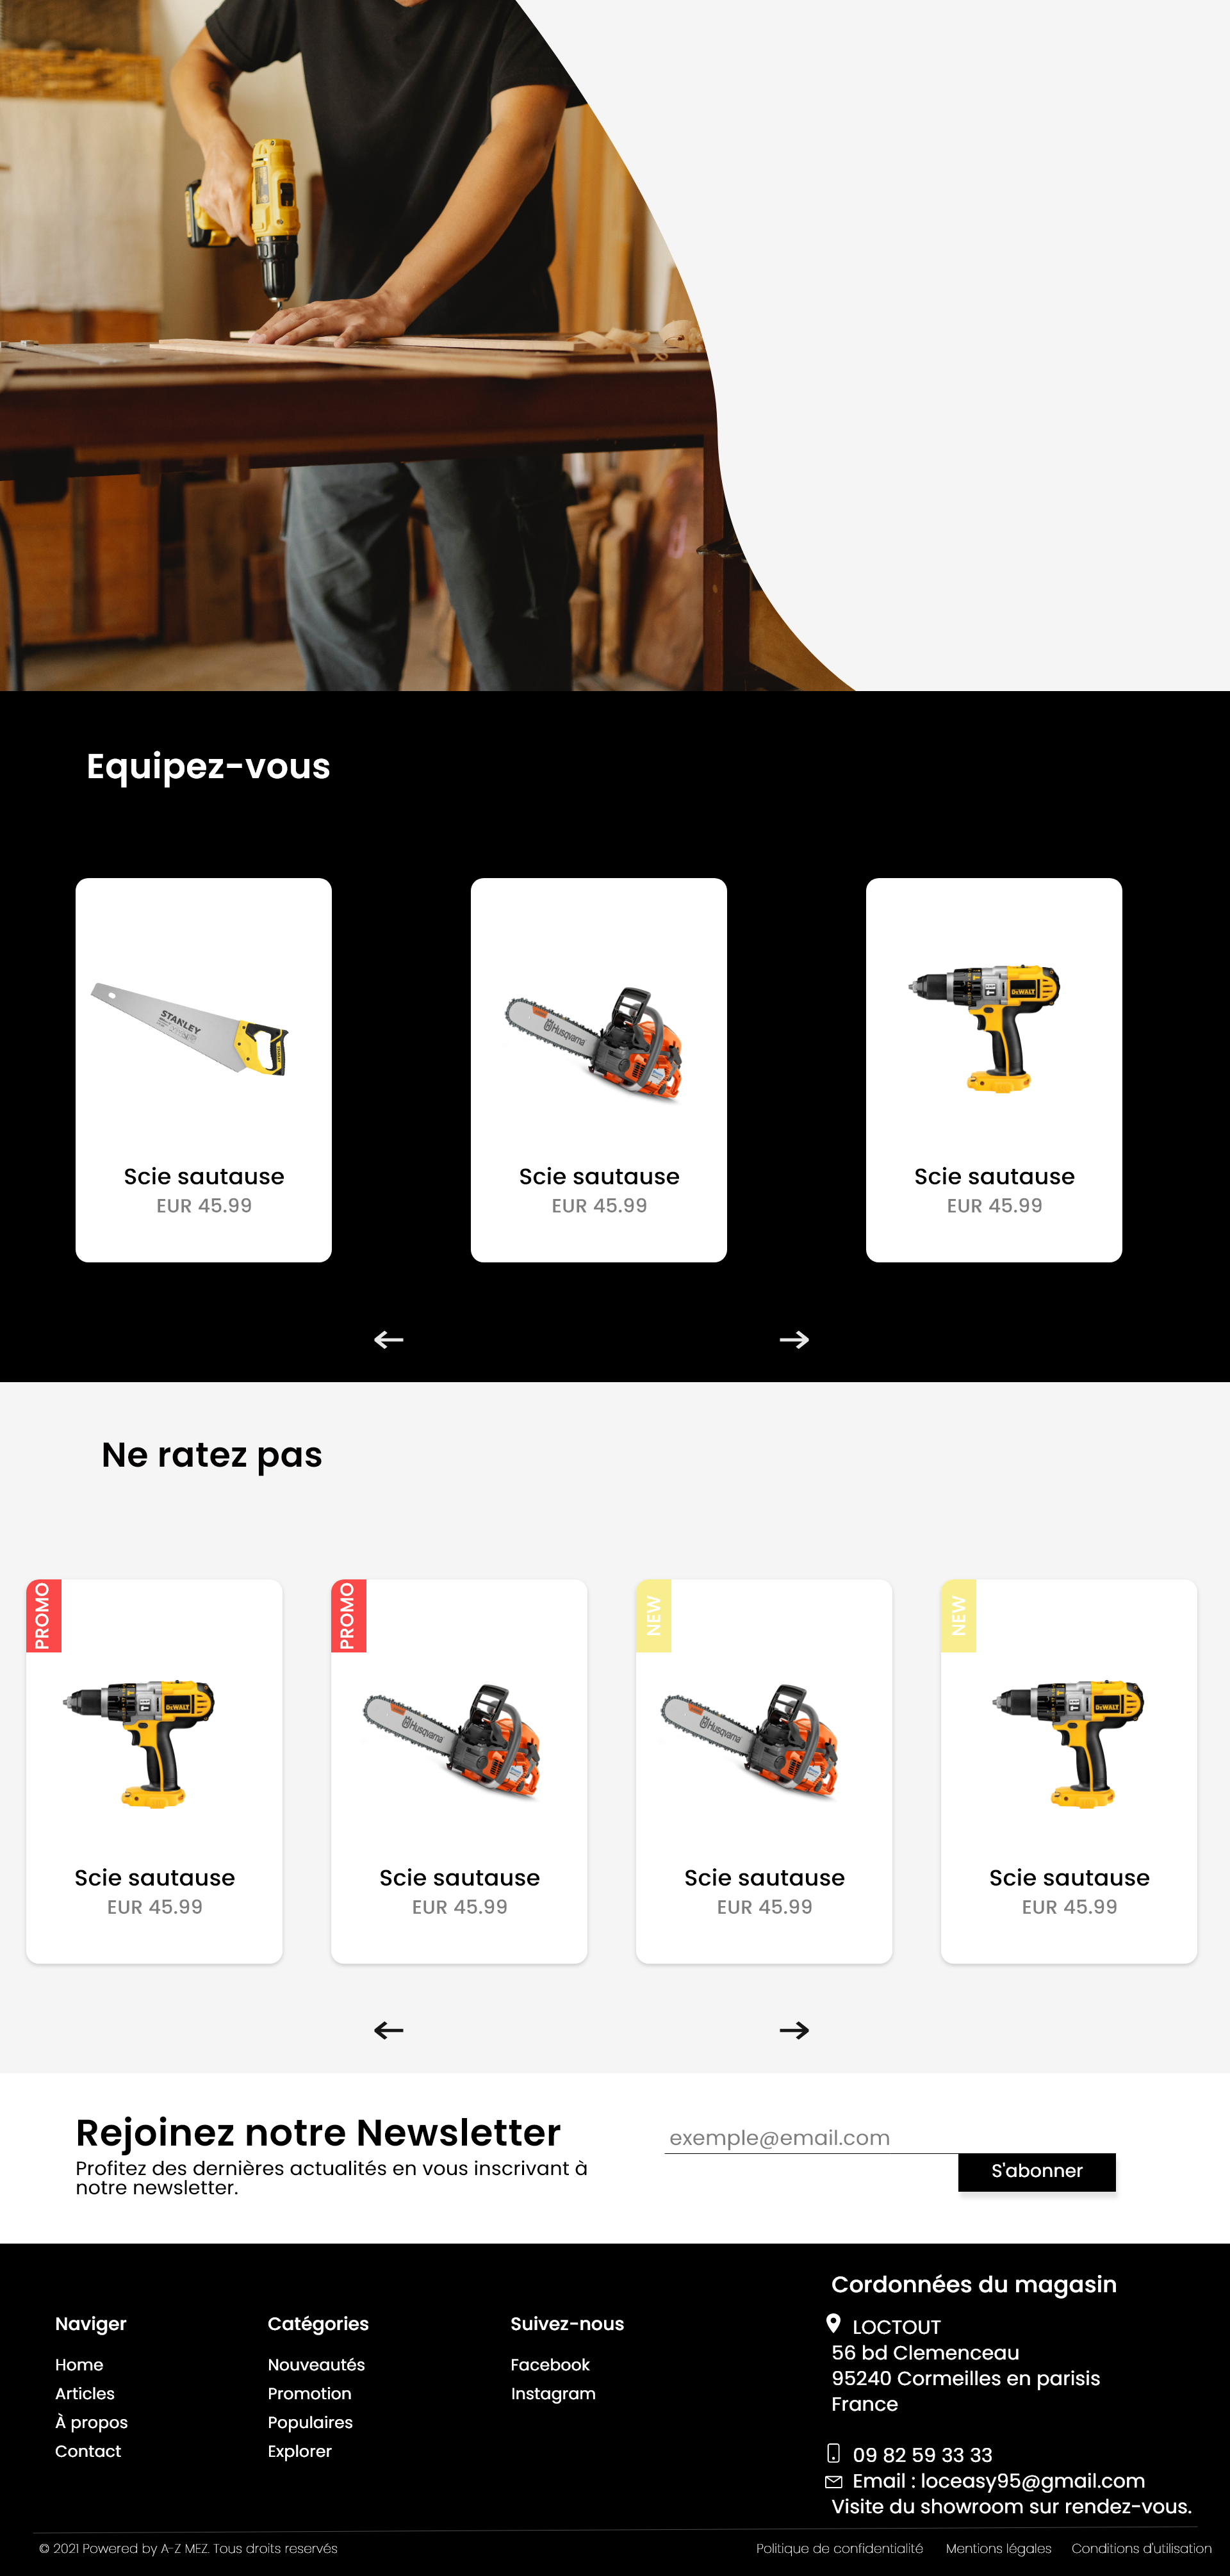 Equipez-vous
STANLEY
Husqvarna
DEWALT
Scie sautause
EUR 45.99
Scie sautause
EUR 45.99
Scie sautause
EUR 45.99
Ne ratez pas
PROMO
PROMO
NEW
NEW
DEWALT
Husqvarna
Husqvarna
DEWALT
Scie sautause
EUR 45.99
Scie sautause
EUR 45.99
Scie sautause
EUR 45.99
Scie sautause
EUR 45.99
Rejoinez notre Newsletter
Profitez des dernières actualités en vous inscrivant à
notre newsletter.
exemple@email.com
S'abonner
Naviger
Home
Articles
À propos
Contact
Catégories
Nouveautés
Promotion
Populaires
Explorer
Suivez-nous
Facebook
Instagram
Cordonnées du magasin
LOCTOUT
56 bd Clemenceau
95240 Cormeilles en parisis
France
09 82 59 33 33
Email : loceasy95@gmail.com
Visite du showroom sur rendez-vous.
© 2021 Powered by A-Z MEZ. Tous droits reservés
Politique de confidentialité
Mentions légales
Conditions d'utilisation